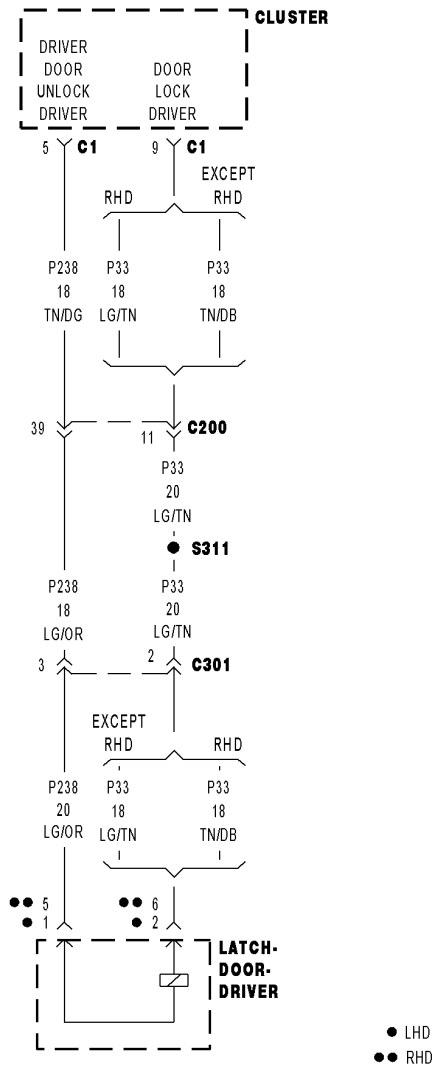 CLUSTER
DRIVER
DOOR
UNLOCK
DRIVER
DOOR
LOCK
DRIVER
5 C1
9 C1
EXCEPT
RHD RHD
P238 P33 P33
18 18 18
TN/DG LG/TN TN/DB
39 11 C200
P33
20
LG/TN
S311
P238 P33
18 20
LG/OR LG/TN
3 2 C301
EXCEPT
RHD RHD
P238 P33 P33
20 18 18
LG/OR LG/TN TN/DB
5 6
1 2
LATCH-
DOOR-
DRIVER
LHD
RHD